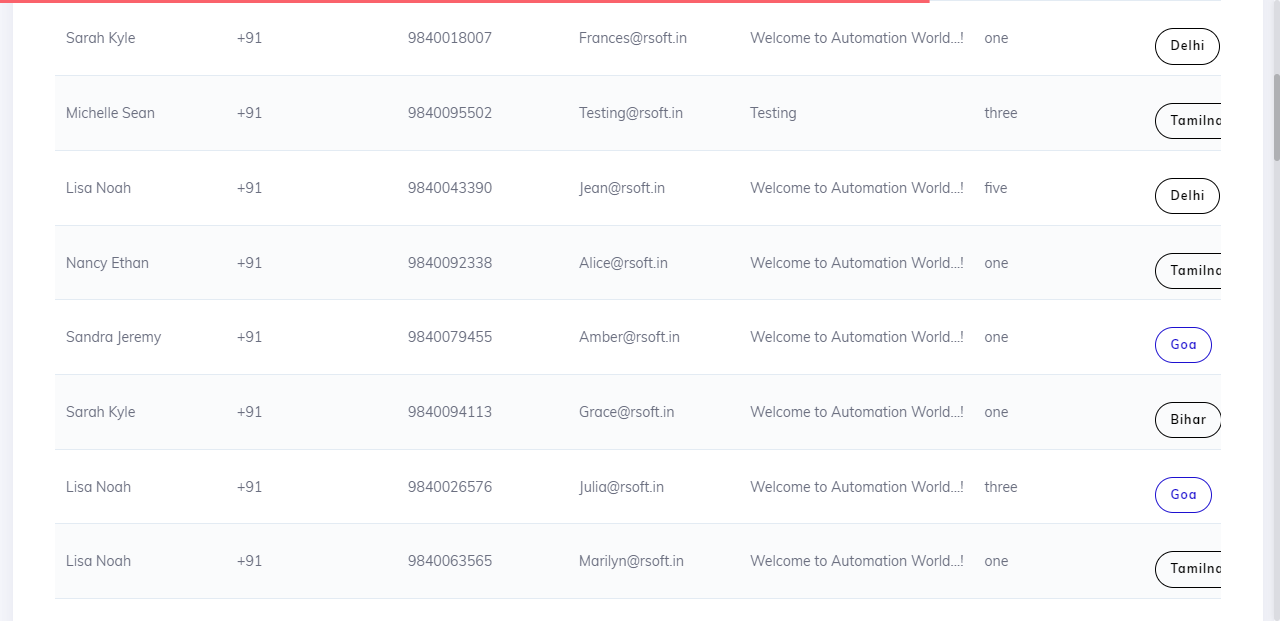 Sarah Kyle +91 9840018007 Frances@rsoft.in Welcome to Automation World...! one Delhi
Michelle Sean +91 9840095502 Testing@rsoft.in Testing three Tamilna
Lisa Noah +91 9840043390 Jean@rsoft.in Welcome to Automation World...! five Delhi
Nancy Ethan +91 9840092338 Alice@rsoft.in Welcome to Automation World...! one Tamilna
Sandra Jeremy +91 9840079455 Amber@rsoft.in Welcome to Automation World...! one Goa
Sarah Kyle +91 9840094113 Grace@rsoft.in Welcome to Automation World...! one Bihar
Lisa Noah +91 9840026576 Julia@rsoft.in Welcome to Automation World...! three Goa
Lisa Noah +91 9840063565 Marilyn@rsoft.in Welcome to Automation World...! one Tamilna